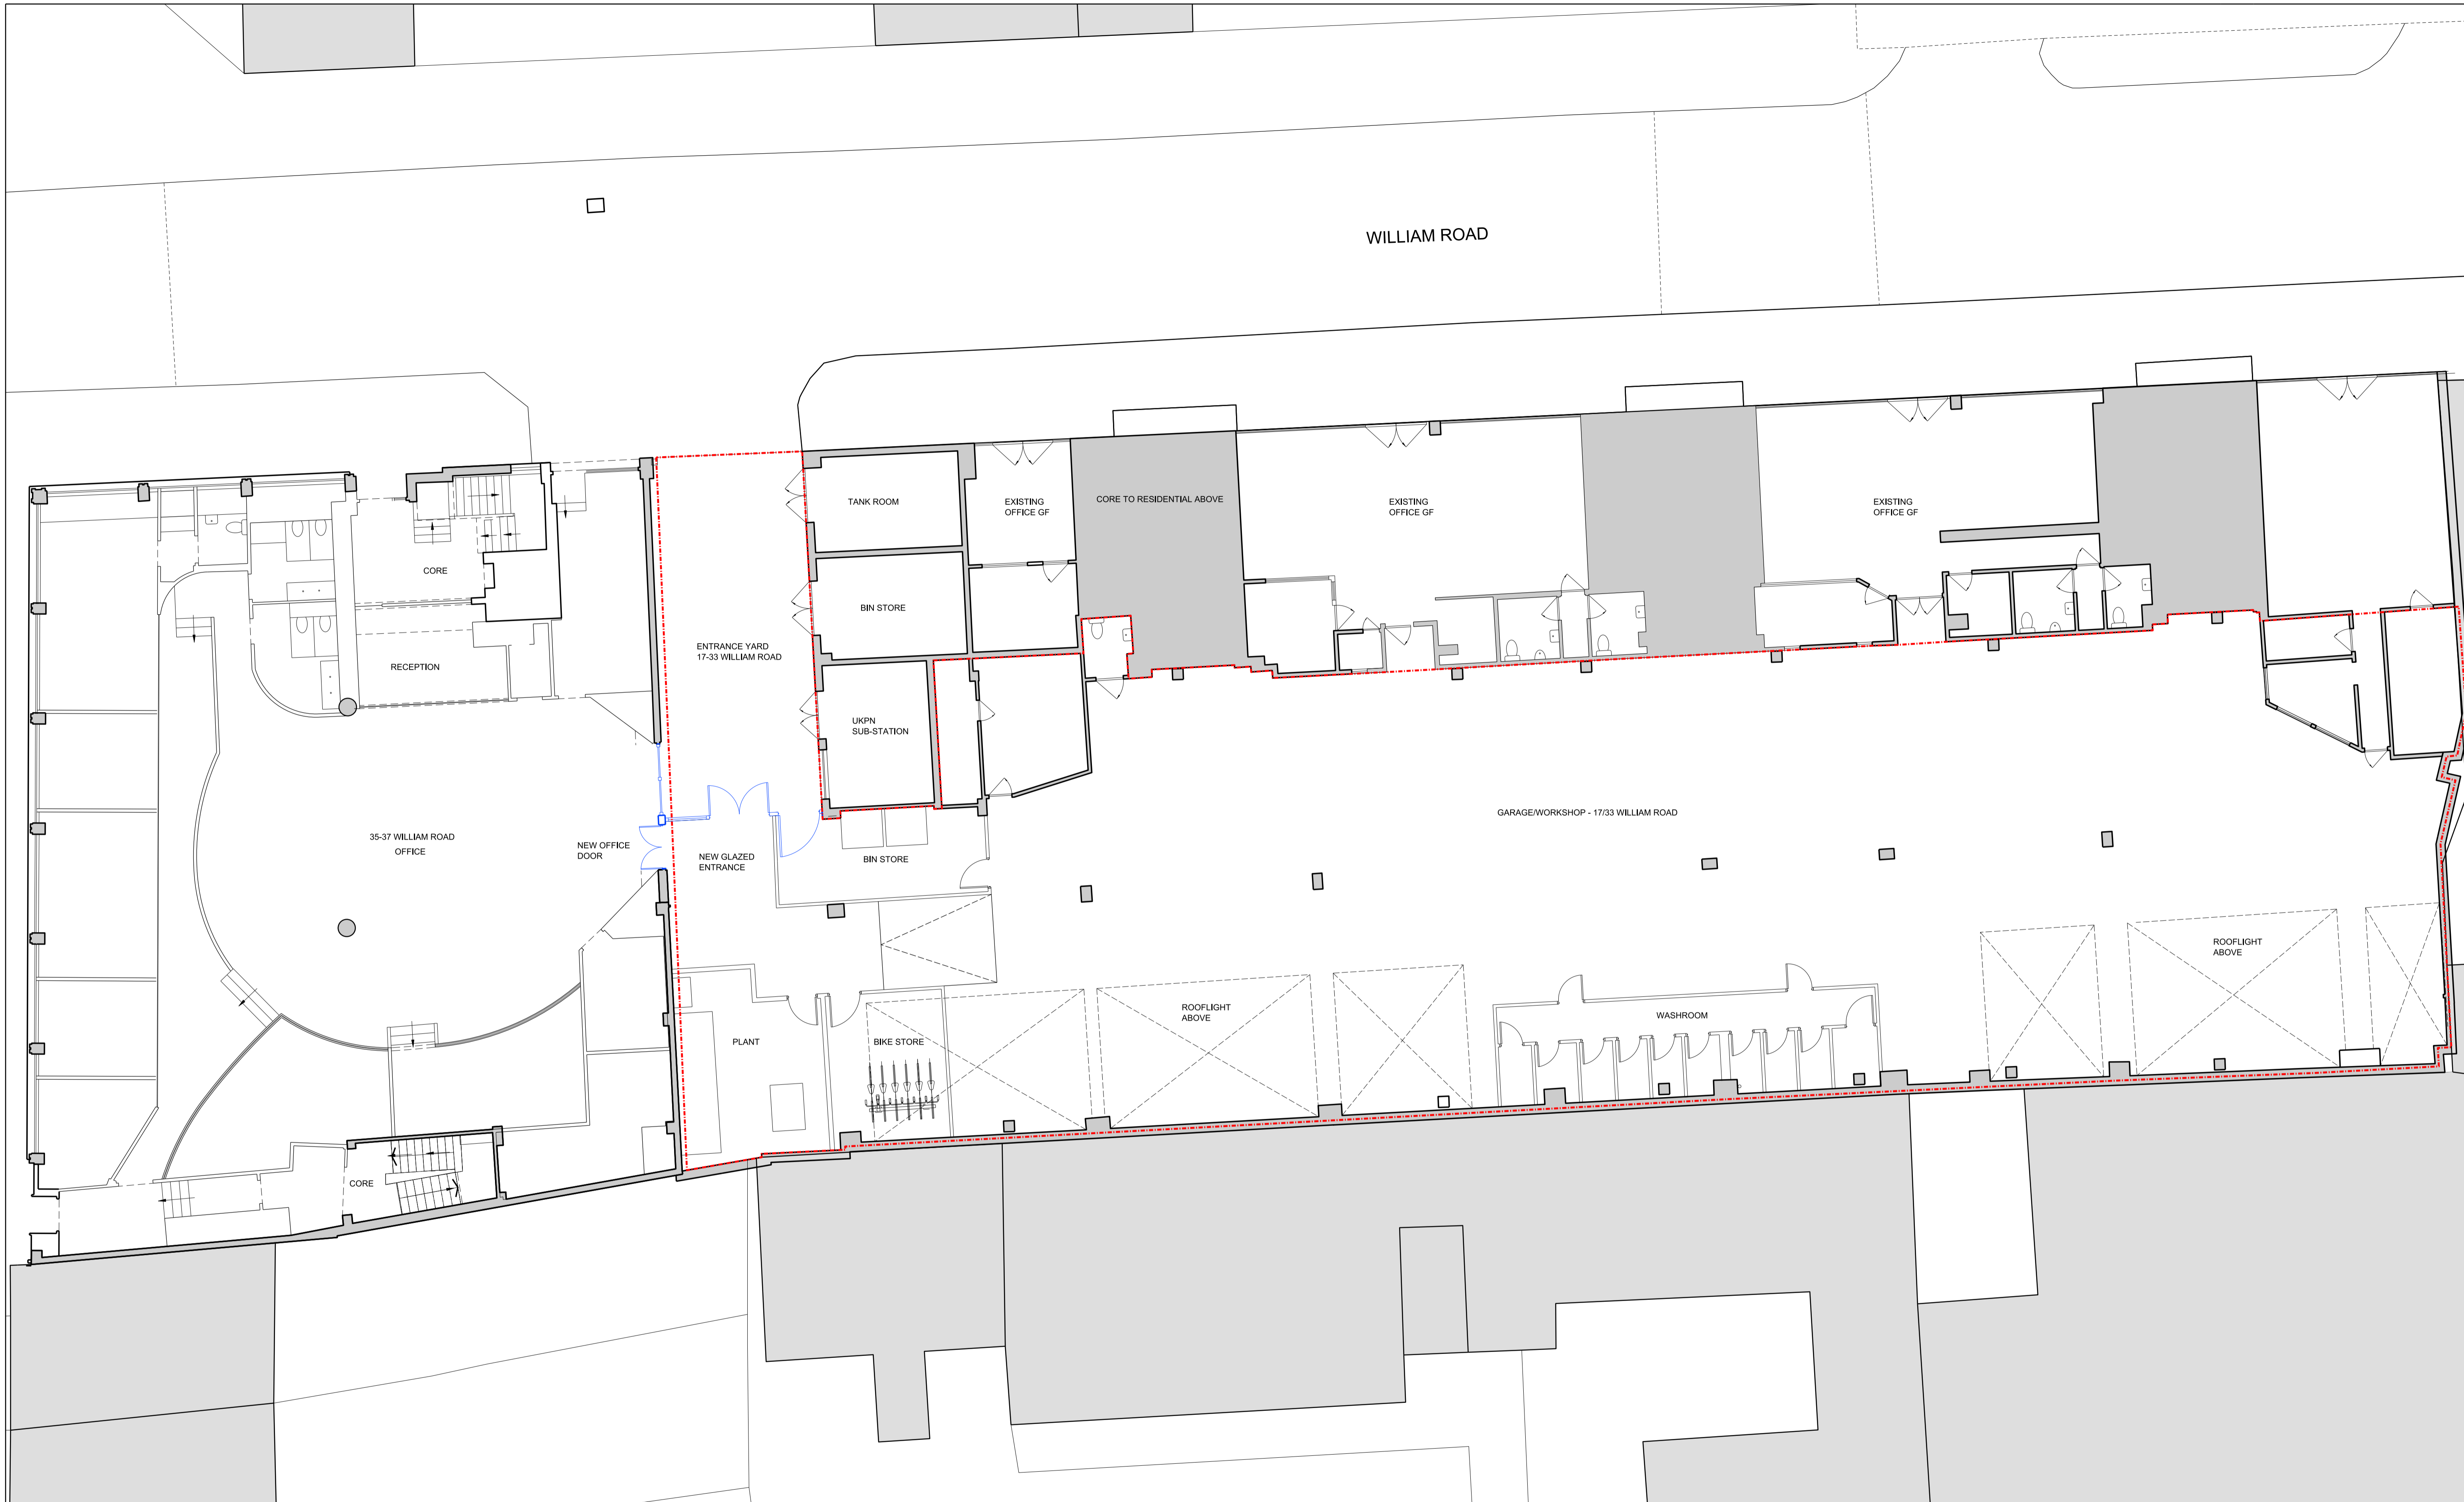 WILLIAM ROAD
TANK ROOM
EXISTING
OFFICE GF
CORE TO RESIDENTIAL ABOVE
EXISTING
OFFICE GF
EXISTING
OFFICE GF
CORE
BIN STORE
ENTRANCE YARD
17-33 WILLIAM ROAD
RECEPTION
UKPN
SUB-STATION
GARAGE/WORKSHOP - 17/33 WILLIAM ROAD
35-37 WILLIAM ROAD
OFFICE
NEW OFFICE
DOOR
NEW GLAZED
ENTRANCE
BIN STORE
ROOFLIGHT
ABOVE
ROOFLIGHT
ABOVE
WASHROOM
PLANT
BIKE STORE
CORE